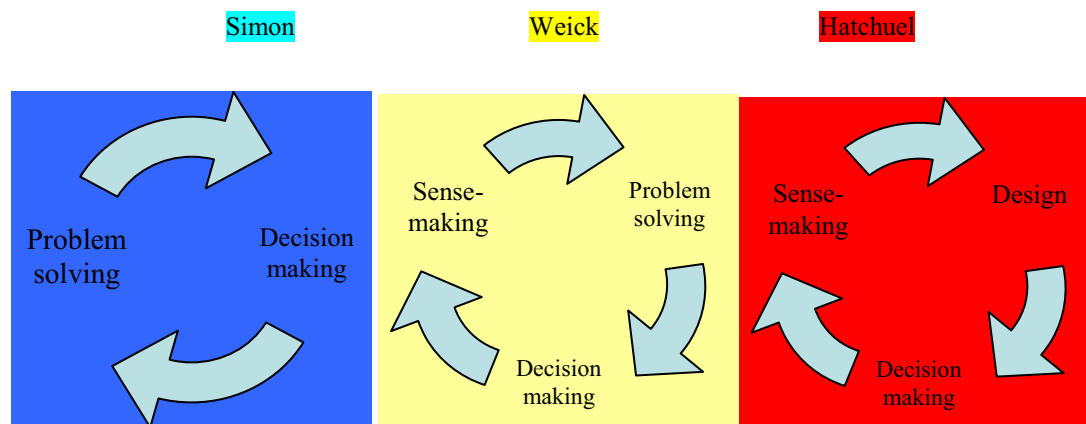 Simon
Weick
Hatchuel
Problem
solving
Decision
making
Sense-
making
Problem
solving
Decision
making
Sense-
making
Design
Decision
making